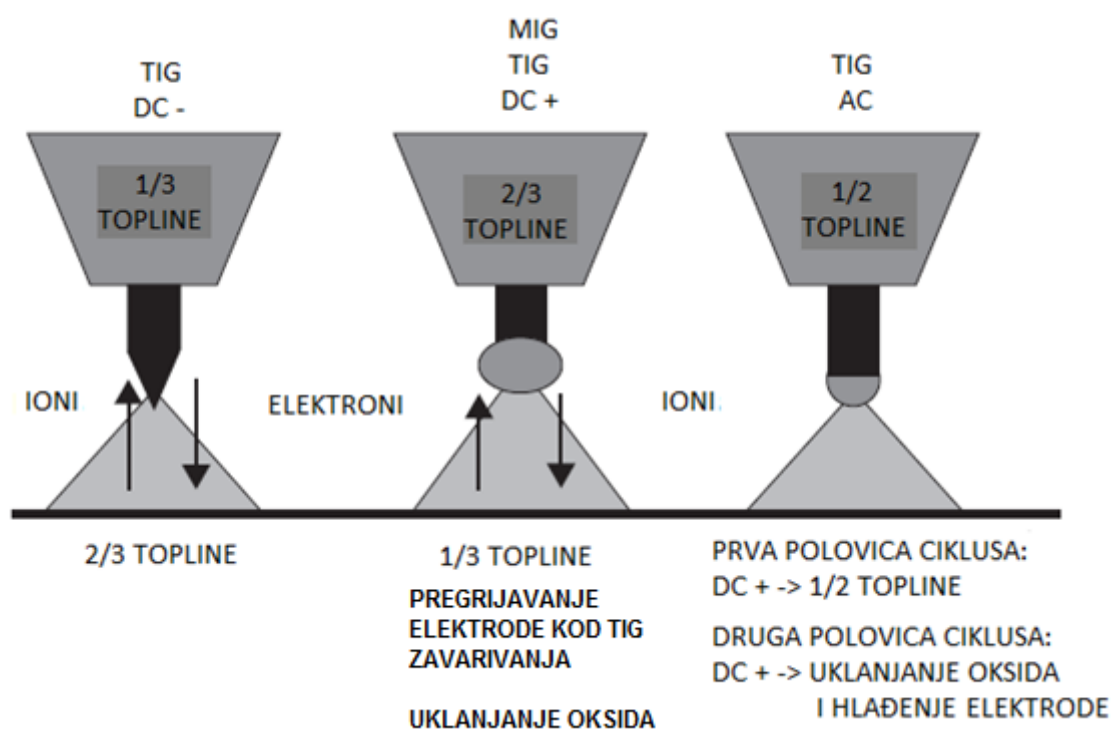 TIG
DC -
MIG
TIG
DC +
TIG
AC
1/3
TOPLINE
2/3
TOPLINE
1/2
TOPLINE
IONI
ELEKTRONI
IONI
2/3 TOPLINE
1/3 TOPLINE
PREGRIJAVANJE
ELEKTRODE KOD TIG
ZAVARIVANJA
UKLANJANJE OKSIDA
PRVA POLOVICA CIKLUSA:
DC + -> 1/2 TOPLINE
DRUGA POLOVICA CIKLUSA:
DC + -> UKLANJANJE OKSIDA
I HLAĐENJE ELEKTRODE